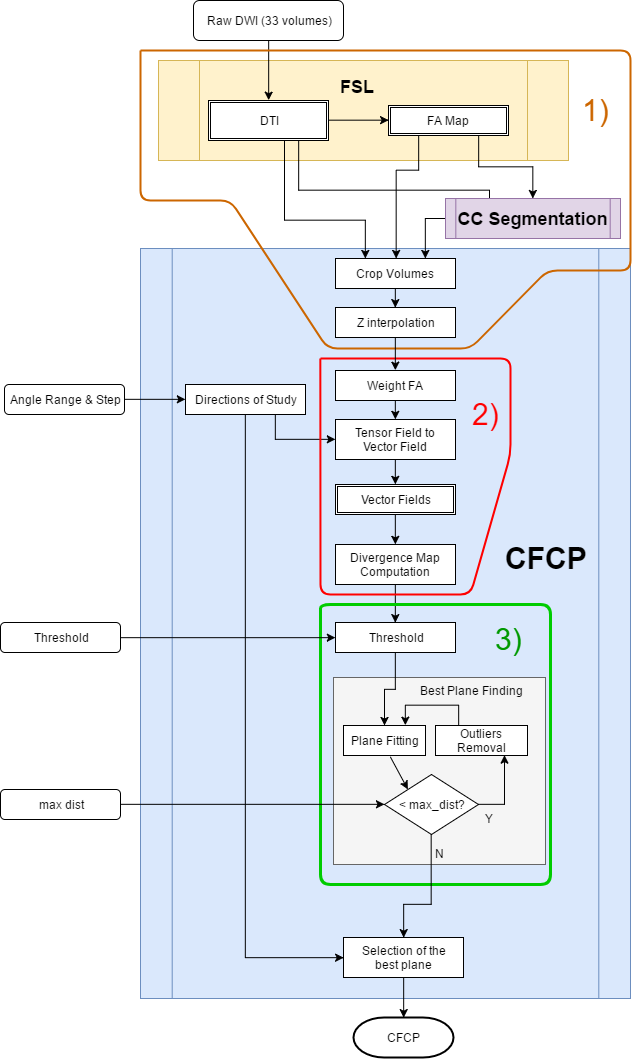 Raw DWI (33 volumes)
FSL
1)
DTI
FA Map
CC Segmentation
Crop Volumes
Z interpolation
Weight FA
Angle Range & Step
Directions of Study
2)
Tensor Field to
Vector Field
Vector Fields
Divergence Map
Computation
CFCP
Threshold
Threshold
3)
Best Plane Finding
Plane Fitting
Outliers
Removal
max dist
< max_dist?
Y
N
Selection of the
best plane
CFCP